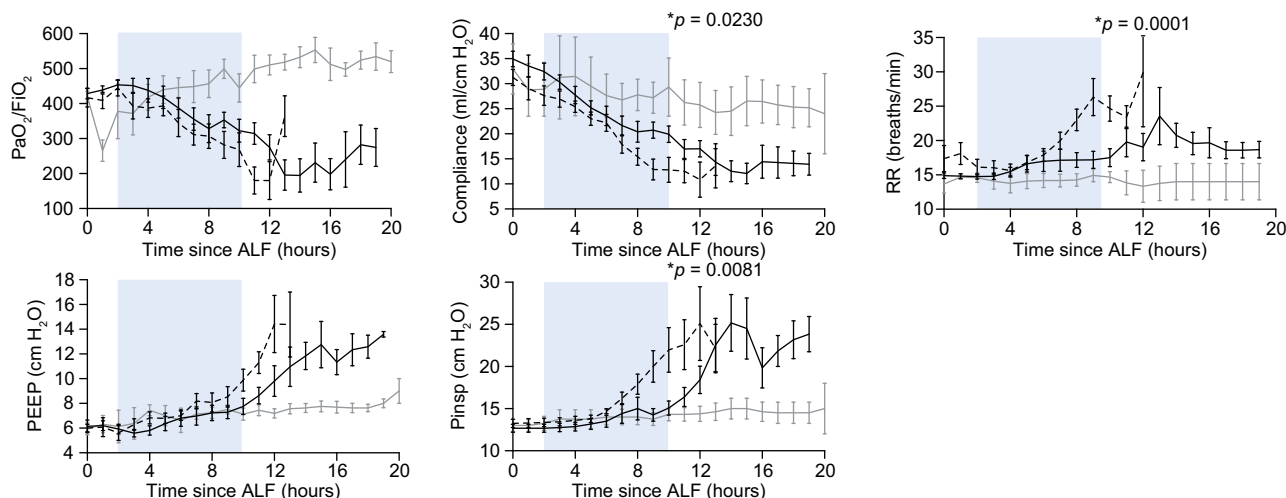 *p = 0.0230
*p = 0.0001
PaO2/FiO2
600
500
400
300
200
100
0 4 8 12 16 20
Time since ALF (hours)
Compliance (ml/cm H2O)
40
35
30
25
20
15
10
5
0 4 8 12 16 20
Time since ALF (hours)
RR (breaths/min)
35
30
25
20
15
10
0 4 8 12 16 20
Time since ALF (hours)
*p = 0.0081
PEEP (cm H2O)
18
16
14
12
10
8
6
4
0 4 8 12 16 20
Time since ALF (hours)
Pinsp (cm H2O)
30
25
20
15
10
0 4 8 12 16 20
Time since ALF (hours)